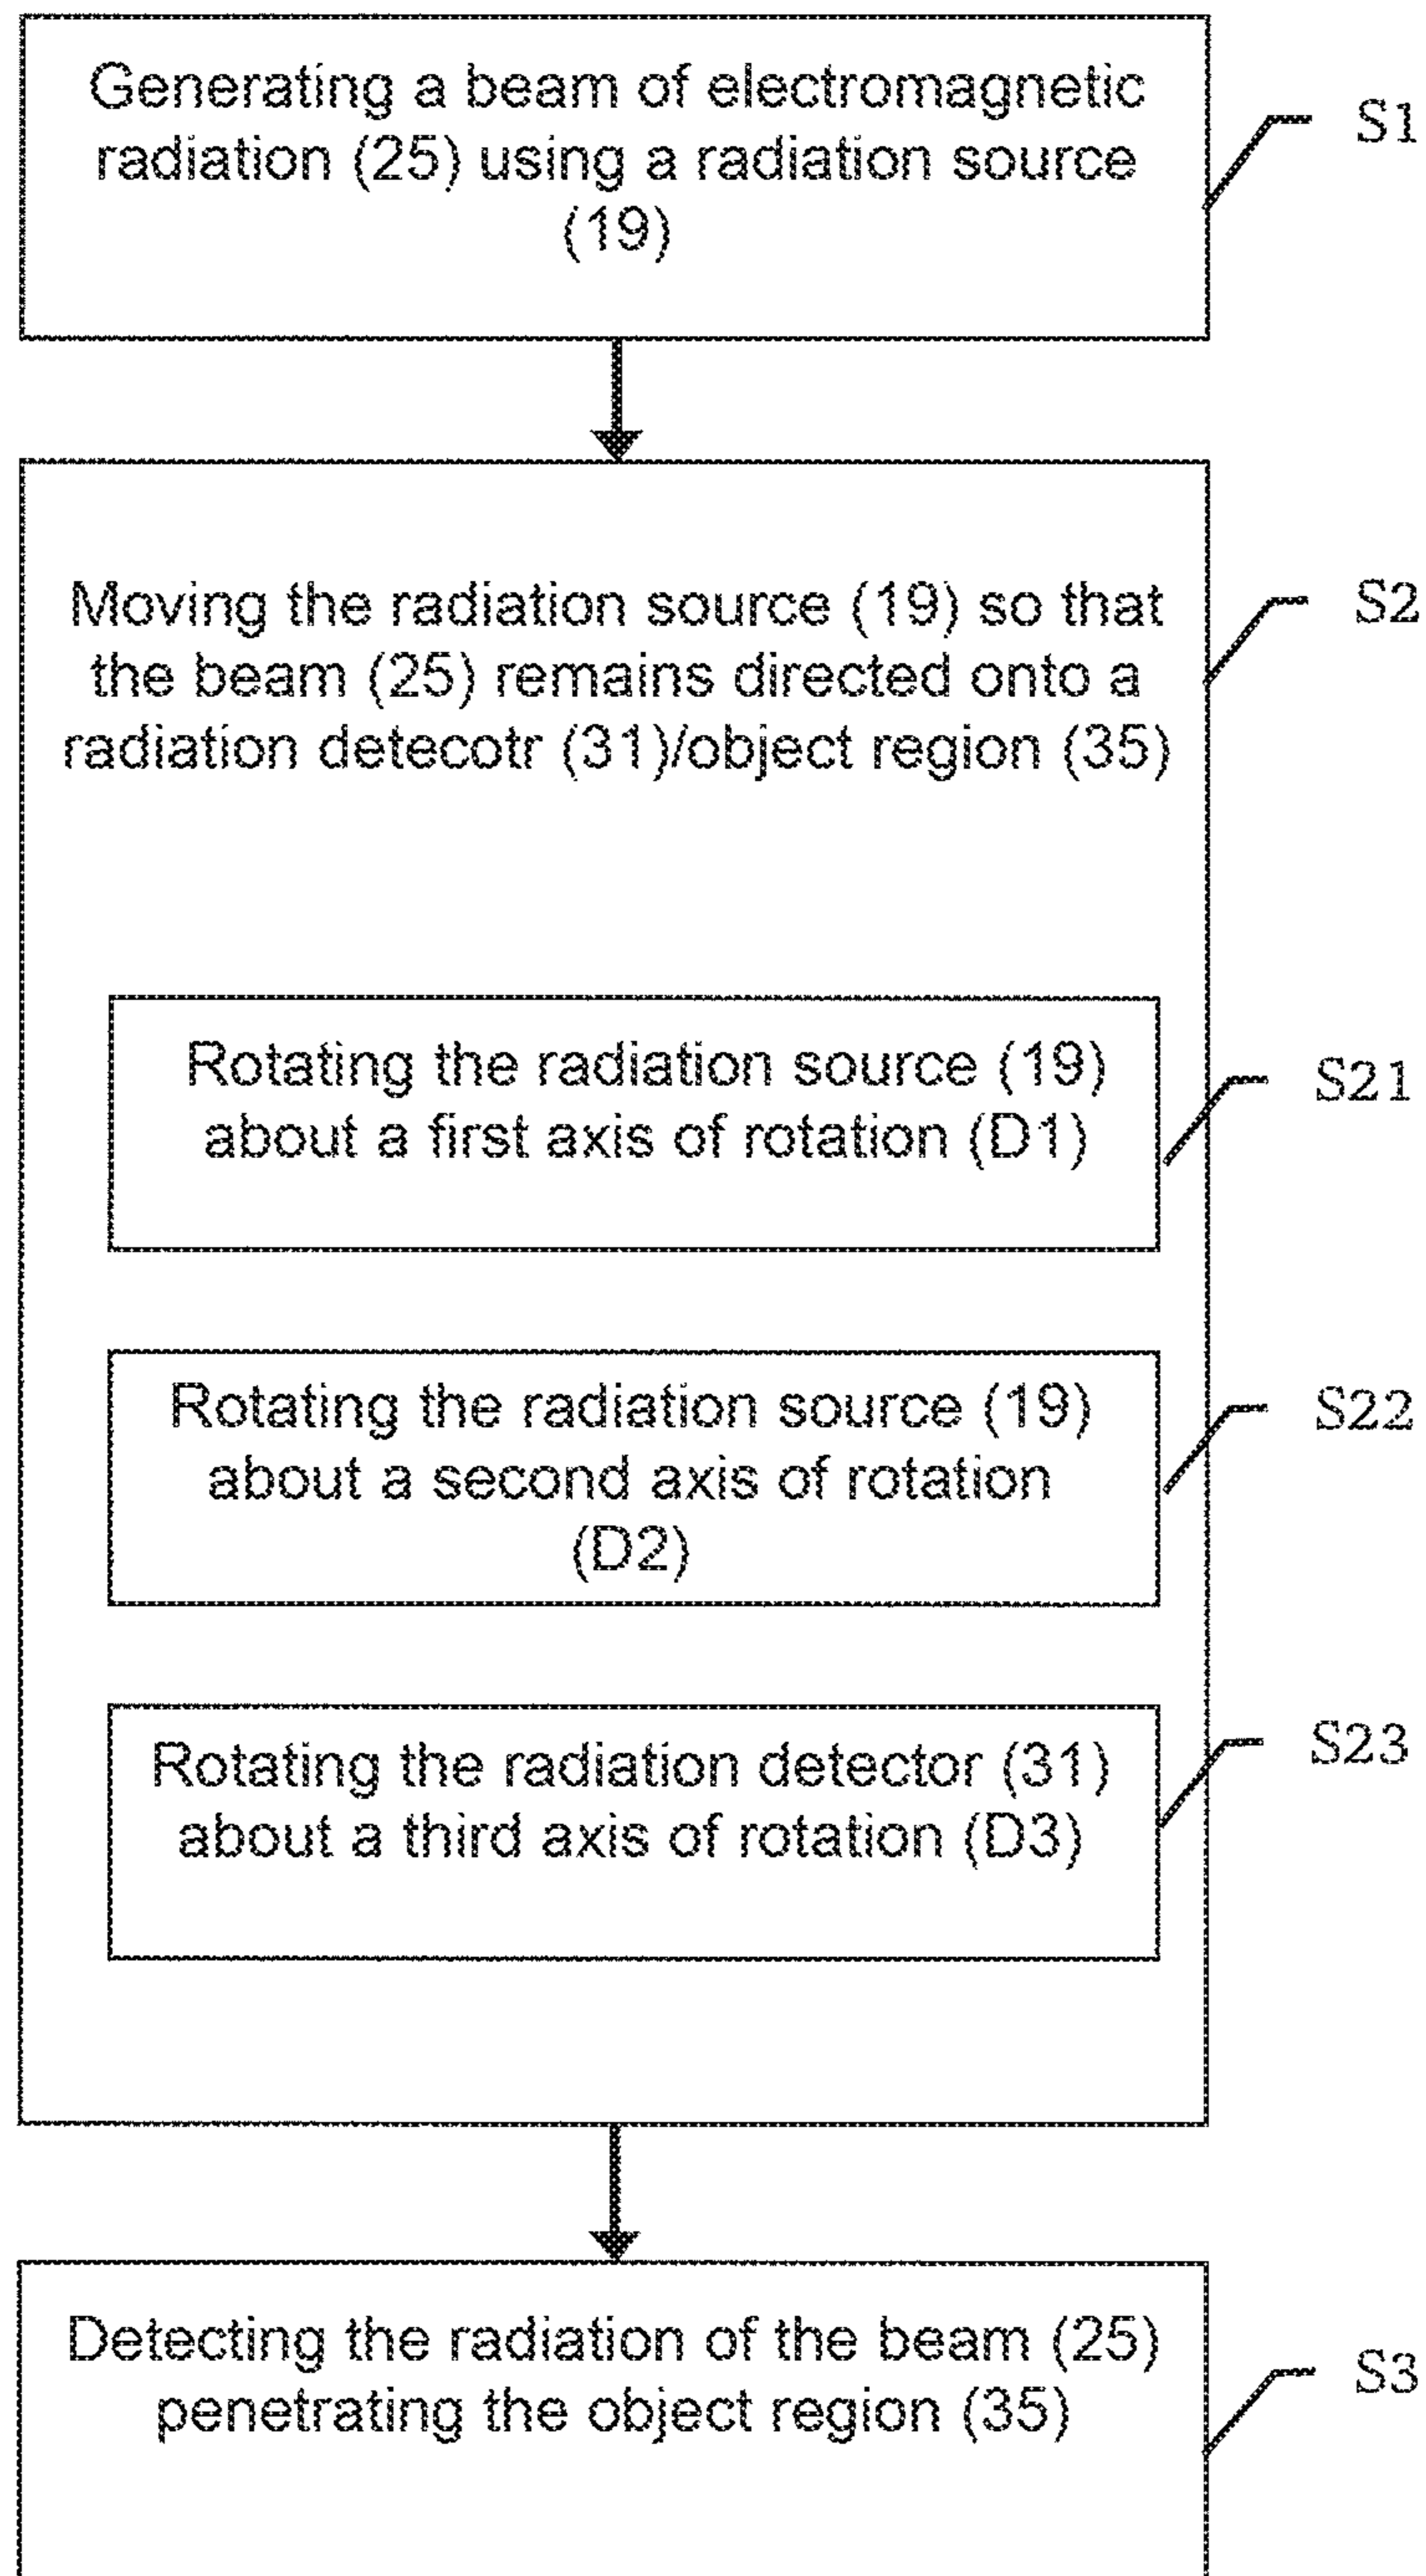 Generating a beam of electromagnetic
radiation (25) using a radiation source
(19)
S1
Moving the radiation source (19) so that
the beam (25) remains directed onto a
radiation detecotr (31)/object region (35)
S2
Rotating the radiation source (19)
about a first axis of rotation (D1)
S21
Rotating the radiation source (19)
about a second axis of rotation
(D2)
S22
Rotating the radiation detector (31)
about a third axis of rotation (D3)
S23
Detecting the radiation of the beam (25)
penetrating the object region (35)
S3